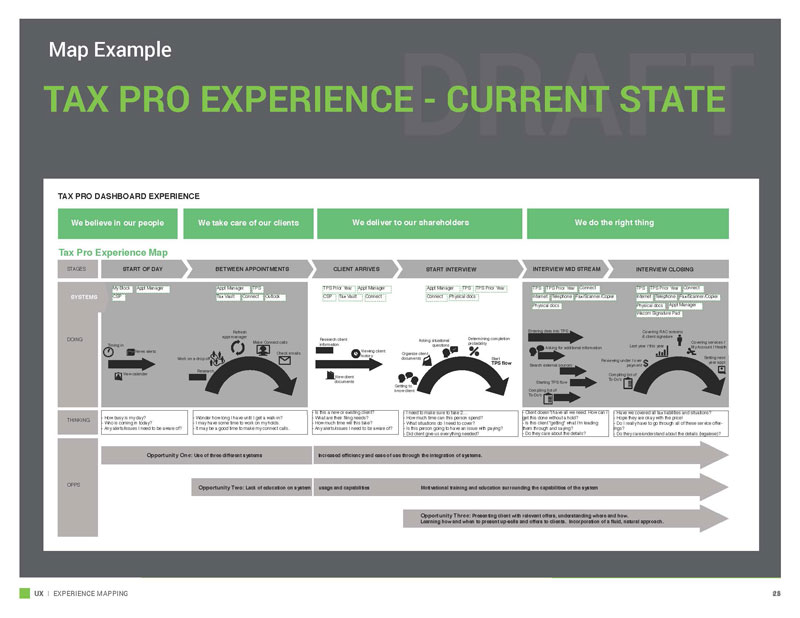 Map Example
DRAFT
TAX PRO EXPERIENCE - CURRENT STATE
TAX PRO DASHBOARD EXPERIENCE
We believe in our people
We take care of our clients
We deliver to our shareholders
We do the right thing
Tax Pro Experience Map
STAGES
START OF DAY
BETWEEN APPOINTMENTS
CLIENT ARRIVES
START INTERVIEW
INTERVIEW MID STREAM
INTERVIEW CLOSING
SYSTEMS
My Block Appt Manager
CSP
Appt Manager TPS
Tax Vault Connect Outlook
TPS Prior Year Appt Manager
CSP Tax Vault Connect
Appt Manager TPS TPS Prior Year
Connect Physical docs
TPS TPS Prior Year Connect
Internet Telephone Fax/Scanner/Copier
Physical docs
TPS TPS Prior Year Connect
Internet Telephone Fax/Scanner/Copier
Physical docs Appt Manager
Wacom Signature Pad
DOING
View calendar
Work on a drop off
Refresh
appt manager
Make Connect calls
Check emails
Research
Research client
information
Viewing client
history
View client
documents
Organize client
documents
Getting to
know client
Asking situational
questions
Determining completion
probability
Start
TPS flow
Entering data into TPS
Asking for additional information
Search external sources
Starting TPS flow
Compiling list of
To Do's
Compiling list of
To Do's
Reviewing under / over
payment
Last year / this year
Covering PAC screens
& client signature
THINKING
- How busy is my day?
- Who is coming in today?
- Any alerts/issues I need to be aware of?
- Wonder how long I have until I get a walk-in?
- I may have some time to work on my holds.
- It may be a good time to make my connect calls.
- Is this a new or existing client?
- What are their filing needs?
- How much time will this take?
- Any alerts/issues I need to be aware of?
- I need to make sure to take 2...
- How much time can this person spend?
- What situations do I need to cover?
- Is this person going to have an issue with paying?
- Did client give us everything needed?
- Client doesn't have all we need. How can I
get this done without a hold?
- Is this client "getting" what I'm leading
them through and paying?
- Do they care about the details?
- Have we covered all tax liabilities and situations?
- Hope they are okay with the price!
- Do I really have to go through all of these service offer-
ings?
- Do they care/understand about the details (legalese)?
OPPS
Opportunity One: Use of three different systems
Increased efficiency and ease of use through the integration of systems.
Opportunity Two: Lack of education on system usage and capabilities
Motivational training and education surrounding the capabilities of the system
Opportunity Three: Presenting client with relevant offers, understanding where and how.
Learning how and when to present up-sells and offers to clients. Incorporation of a fluid, natural approach.
UX | EXPERIENCE MAPPING